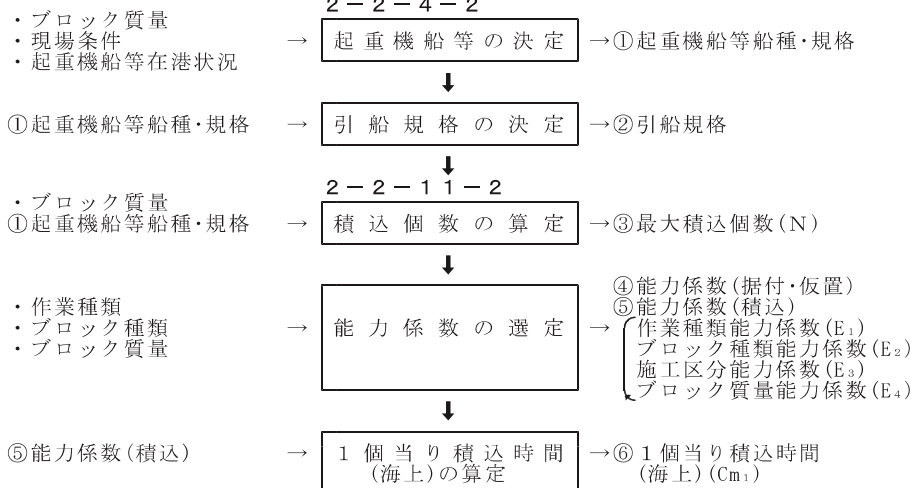 2－2－4－2
・ブロック質量
・現場条件
・起重機船等在港状況
→
起重機船等の決定
→①起重機船等船種･規格
①起重機船等船種･規格
→
引船規格の決定
→②引船規格
2－2－11－2
・ブロック質量
①起重機船等船種･規格
→
積込個数の算定
→③最大積込個数(N)
・作業種類
・ブロック種類
・ブロック質量
→
能力係数の選定
→
④能力係数(据付･仮置)
⑤能力係数(積込)
作業種類能力係数(E₁)
ブロック種類能力係数(E₂)
施工区分能力係数(E₃)
ブロック質量能力係数(E₄)
⑤能力係数(積込)
→
1個当り積込時間
(海上)の算定
→⑥1個当り積込時間
(海上)(Cm₁)